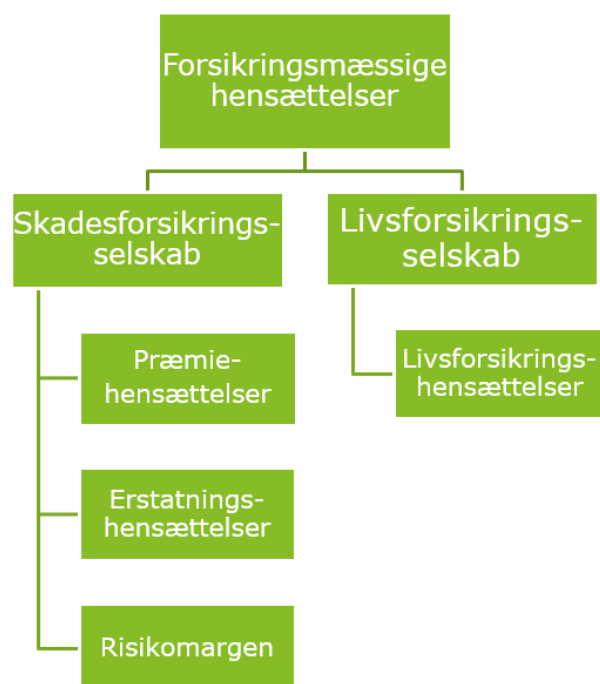 Forsikringsmæssige
hensættelser
Skadesforsikrings-
selskab
Livsforsikrings-
selskab
Præmie-
hensættelser
Livsforsikrings-
hensættelser
Erstatnings-
hensættelser
Risikomargen